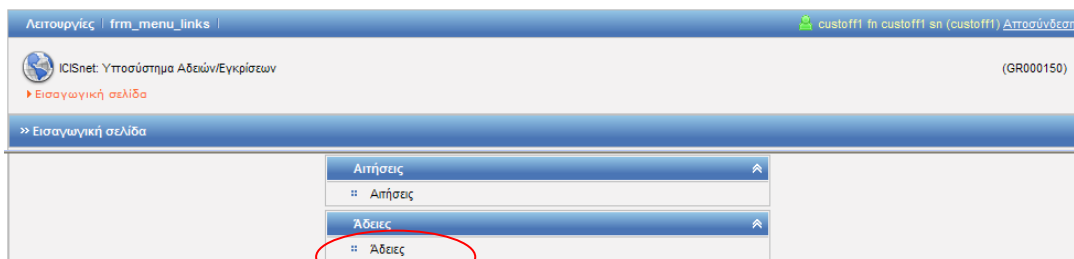 Λειτουργίες | frm_menu_links |
custoff1 fn custoff1 sn (custoff1) Αποσύνδεση
ICISnet: Υποσύστημα Αδειών/Εγκρίσεων
(GR000150)
Εισαγωγική σελίδα
» Εισαγωγική σελίδα
Αιτήσεις
Αιτήσεις
Άδειες
Άδειες